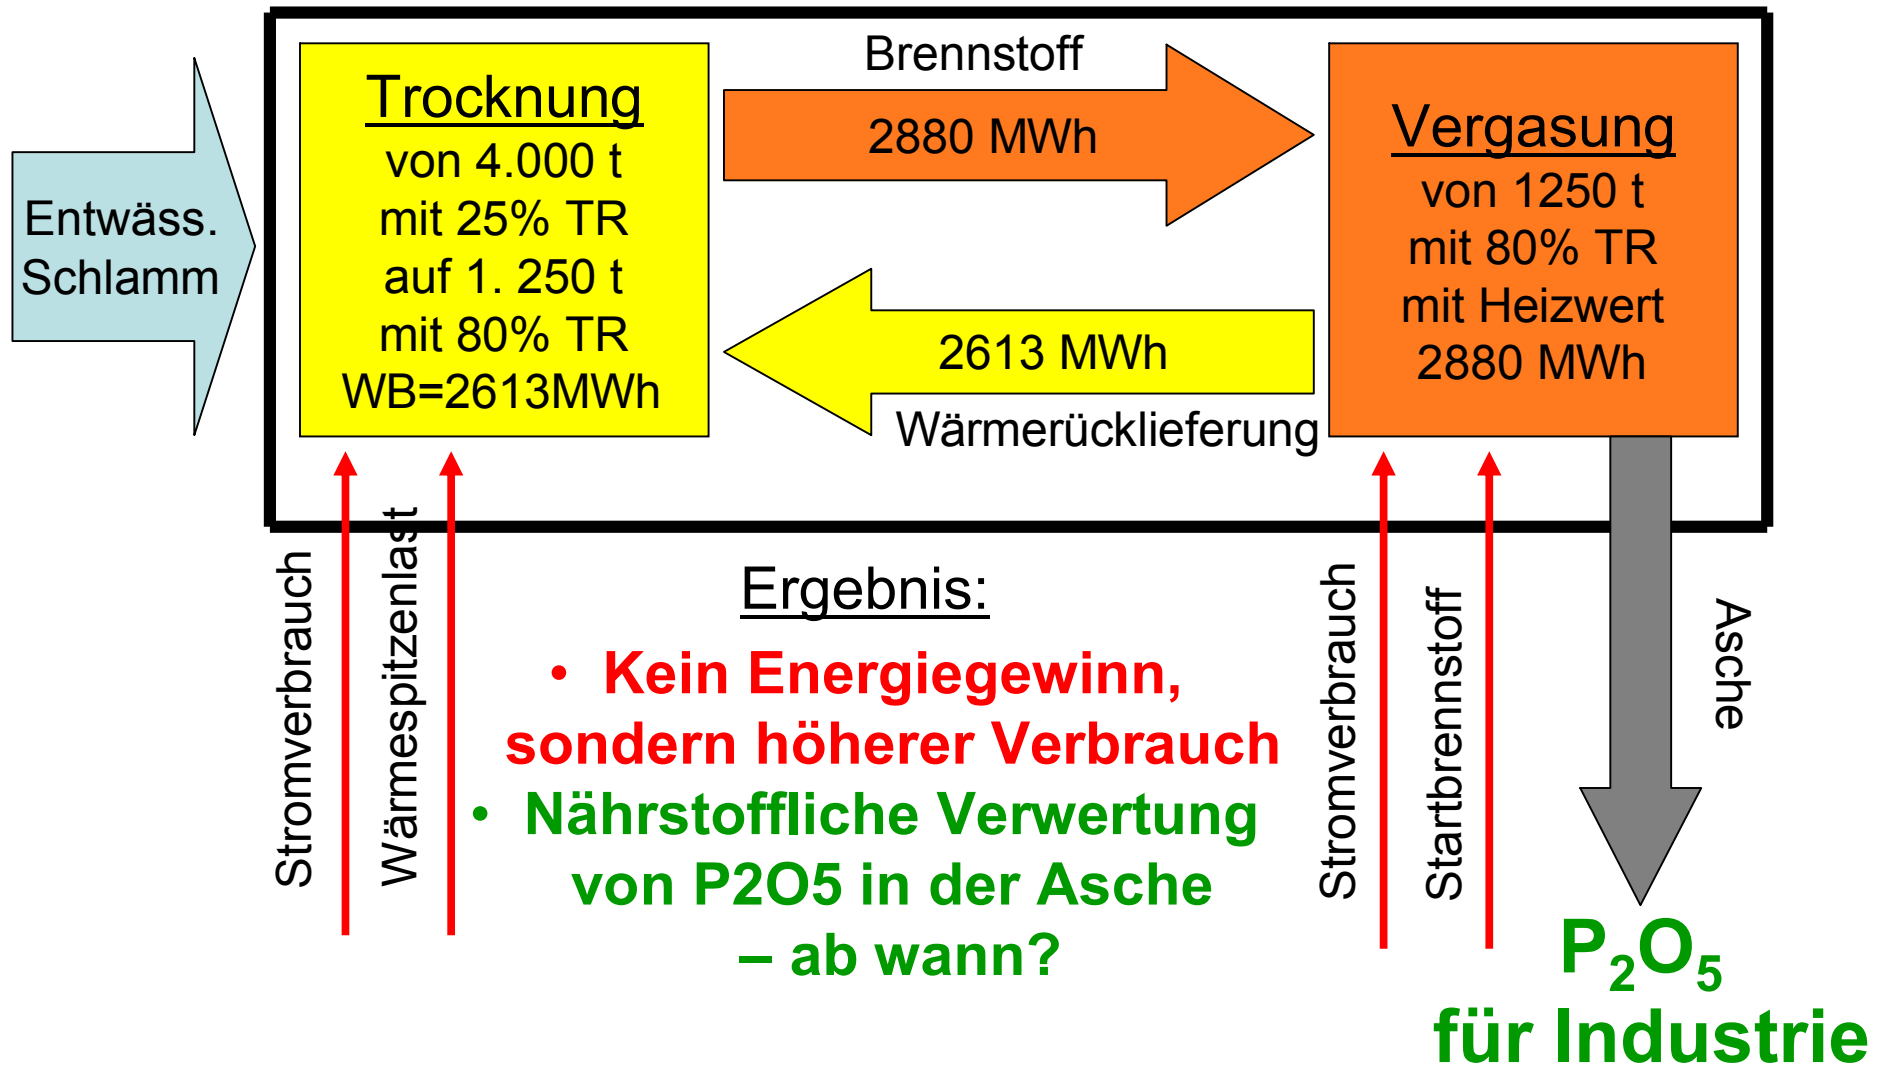 Entwäss.
Schlamm
Trocknung
von 4.000 t
mit 25% TR
auf 1. 250 t
mit 80% TR
WB=2613MWh
Brennstoff
2880 MWh
2613 MWh
Wärmerücklieferung
Vergasung
von 1250 t
mit 80% TR
mit Heizwert
2880 MWh
Stromverbrauch
Wärmespitzenlast
Ergebnis:
• Kein Energiegewinn,
sondern höherer Verbrauch
• Nährstoffliche Verwertung
von P2O5 in der Asche
– ab wann?
Stromverbrauch
Startbrennstoff
Asche
P₂O₅
für Industrie